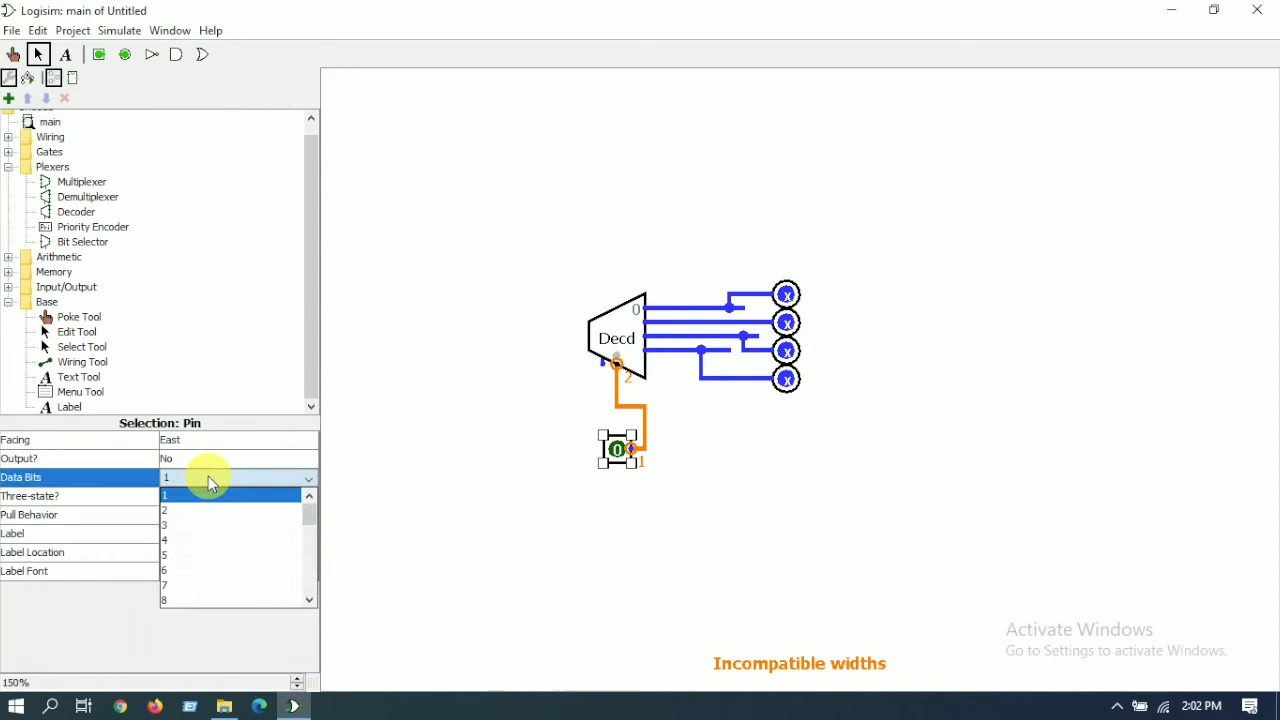 Logisim: main of Untitled
File Edit Project Simulate Window Help
A
main
Wiring
Gates
Plexers
Multiplexer
Demultiplexer
Decoder
Priority Encoder
Bit Selector
Arithmetic
Memory
Input/Output
Base
Poke Tool
Edit Tool
Select Tool
Wiring Tool
A Text Tool
Menu Tool
A Label
Selection: Pin
Facing East
Output? No
Data Bits 1
Three-state? 1
2
Pull Behavior
3
Label
4
Label Location
5
Label Font
6
7
8
150%
0
Decd
2
x
x
x
x
0
1
Incompatible widths
Activate Windows
Go to Settings to activate Windows.
2:02 PM